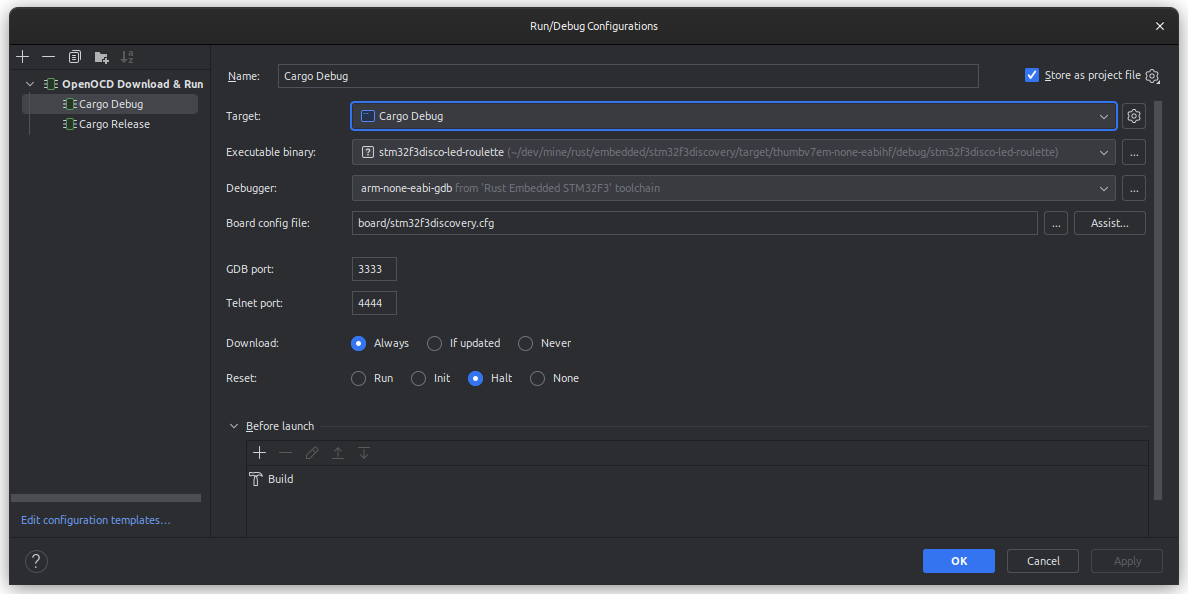 Run/Debug Configurations
OpenOCD Download & Run
Cargo Debug
Cargo Release
Edit configuration templates...
Name: Cargo Debug
Store as project file
Target: Cargo Debug
Executable binary: stm32f3disco-led-roulette (~/dev/mine/rust/embedded/stm32f3discovery/target/thumbv7em-none-eabihf/debug/stm32f3disco-led-roulette) ...
Debugger: arm-none-eabi-gdb from 'Rust Embedded STM32F3' toolchain ...
Board config file: board/stm32f3discovery.cfg ... Assist...
GDB port: 3333
Telnet port: 4444
Download: Always If updated Never
Reset: Run Init Halt None
Before launch
Build
? OK Cancel Apply